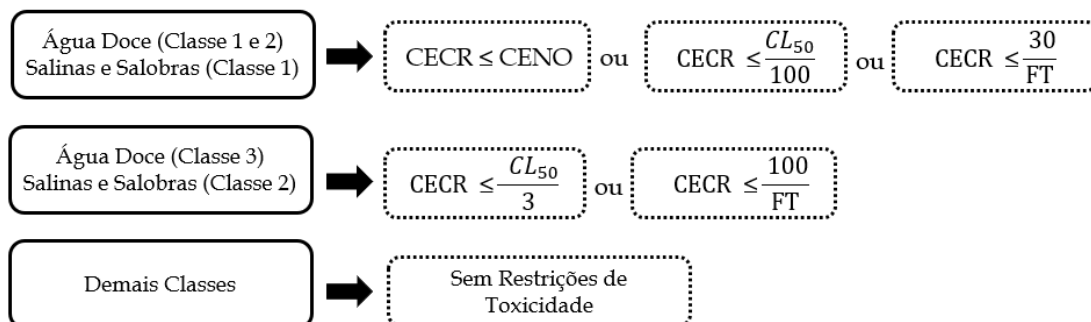 Água Doce (Classe 1 e 2)
Salinas e Salobras (Classe 1)
CECR ≤ CENO ou CECR ≤ CL₅₀/100 ou CECR ≤ 30/FT
Água Doce (Classe 3)
Salinas e Salobras (Classe 2)
CECR ≤ CL₅₀/3 ou CECR ≤ 100/FT
Demais Classes
Sem Restrições de
Toxicidade